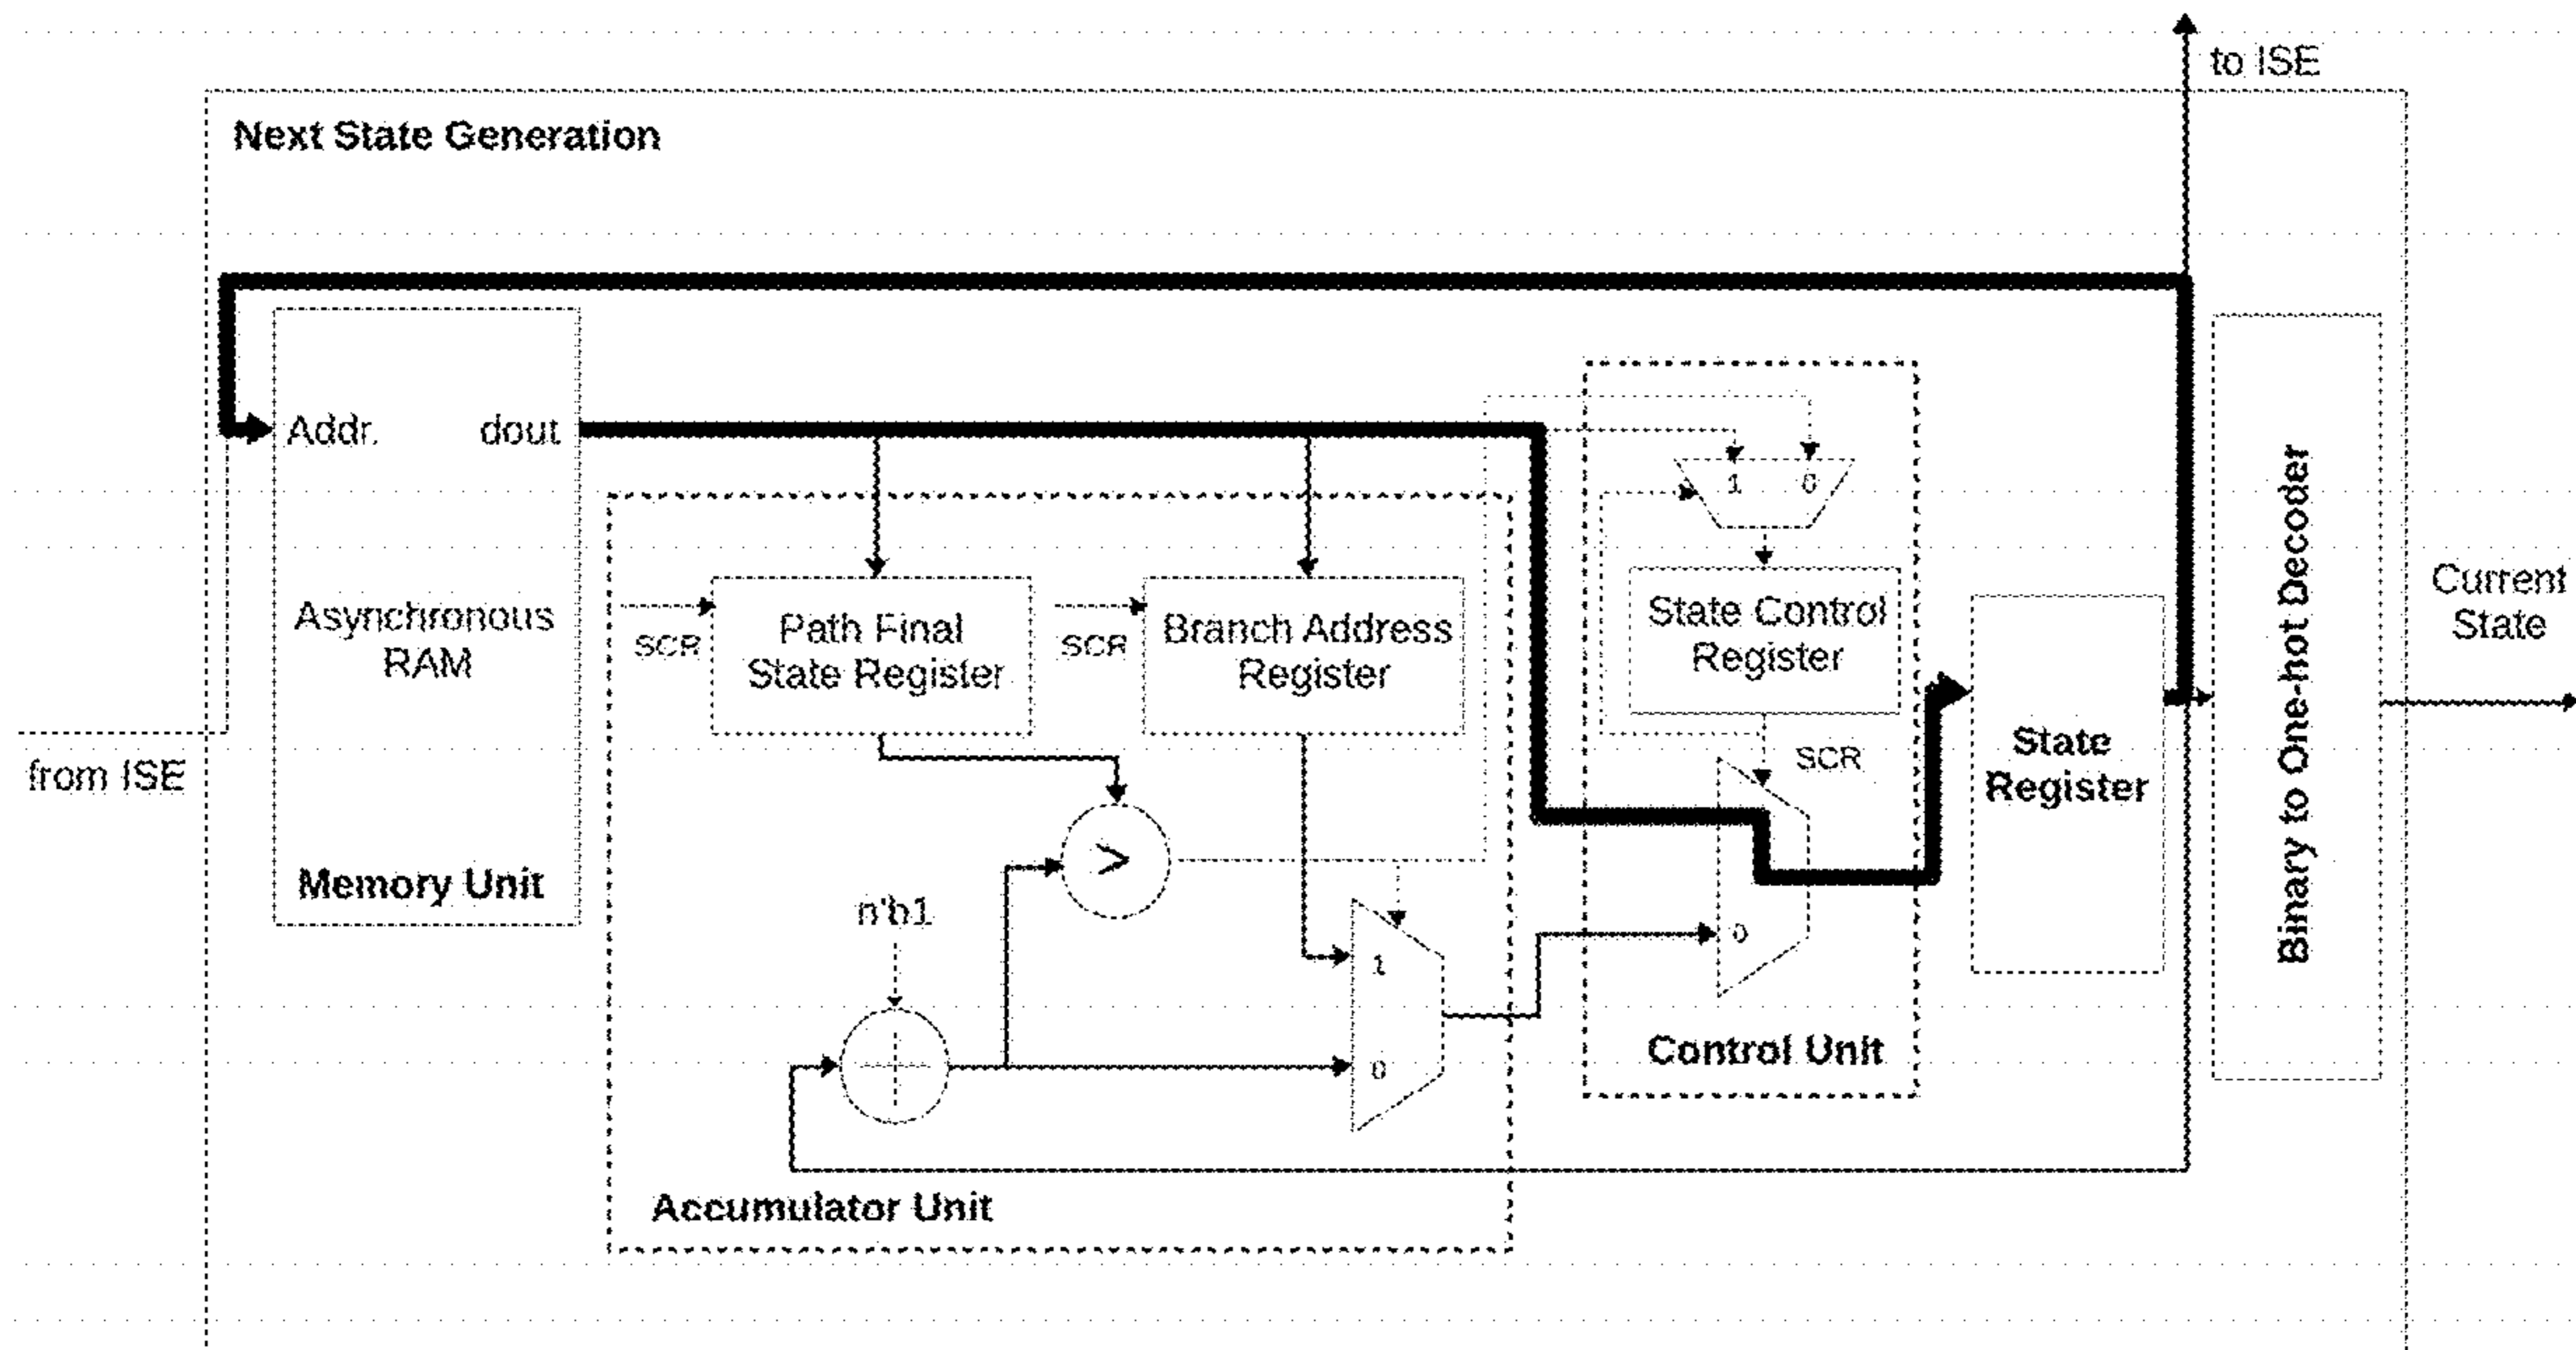 to ISE
Next State Generation
Addr.
dout
1
0
Asynchronous
RAM
SCR
Path Final
State Register
SCR
Branch Address
Register
State Control
Register
Current
State
from ISE
SCR
State
Register
Binary to One-hot Decoder
Memory Unit
>
n'b1
0
1
0
Control Unit
Accumulator Unit